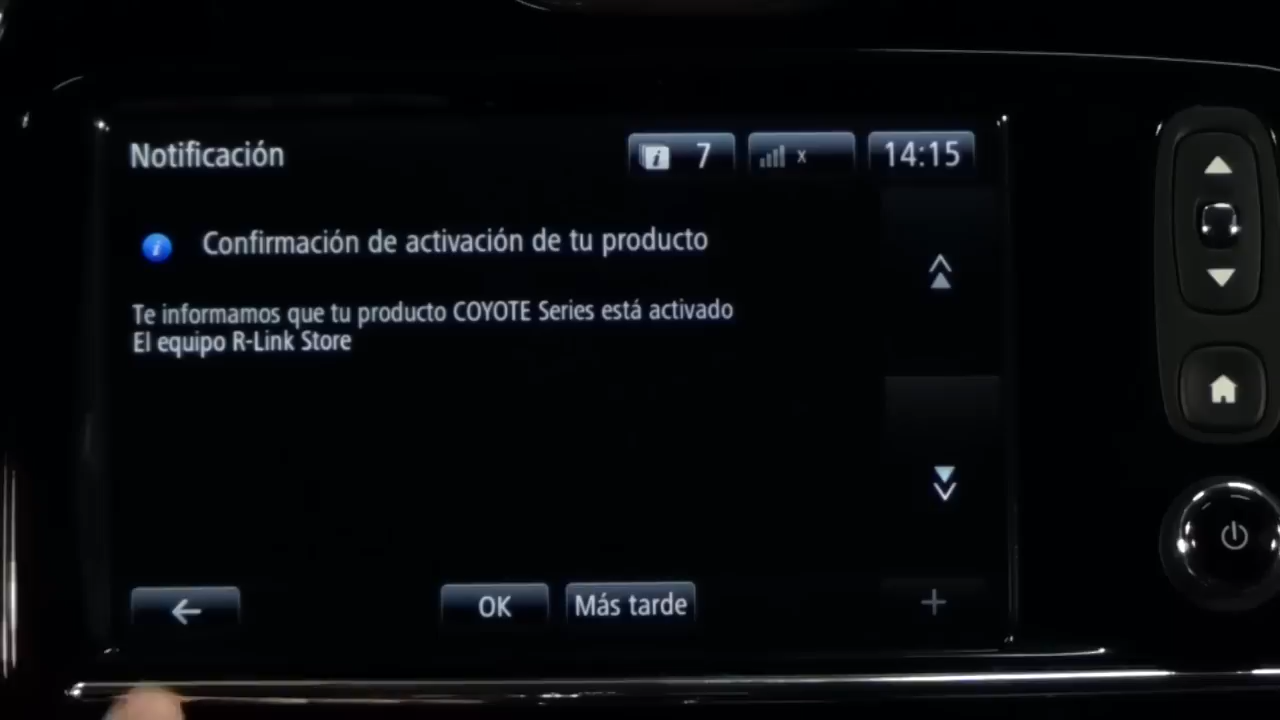 Notificación
i 7
x
14:15
i Confirmación de activación de tu producto
Te informamos que tu producto COYOTE Series está activado
El equipo R-Link Store
OK
Más tarde
+